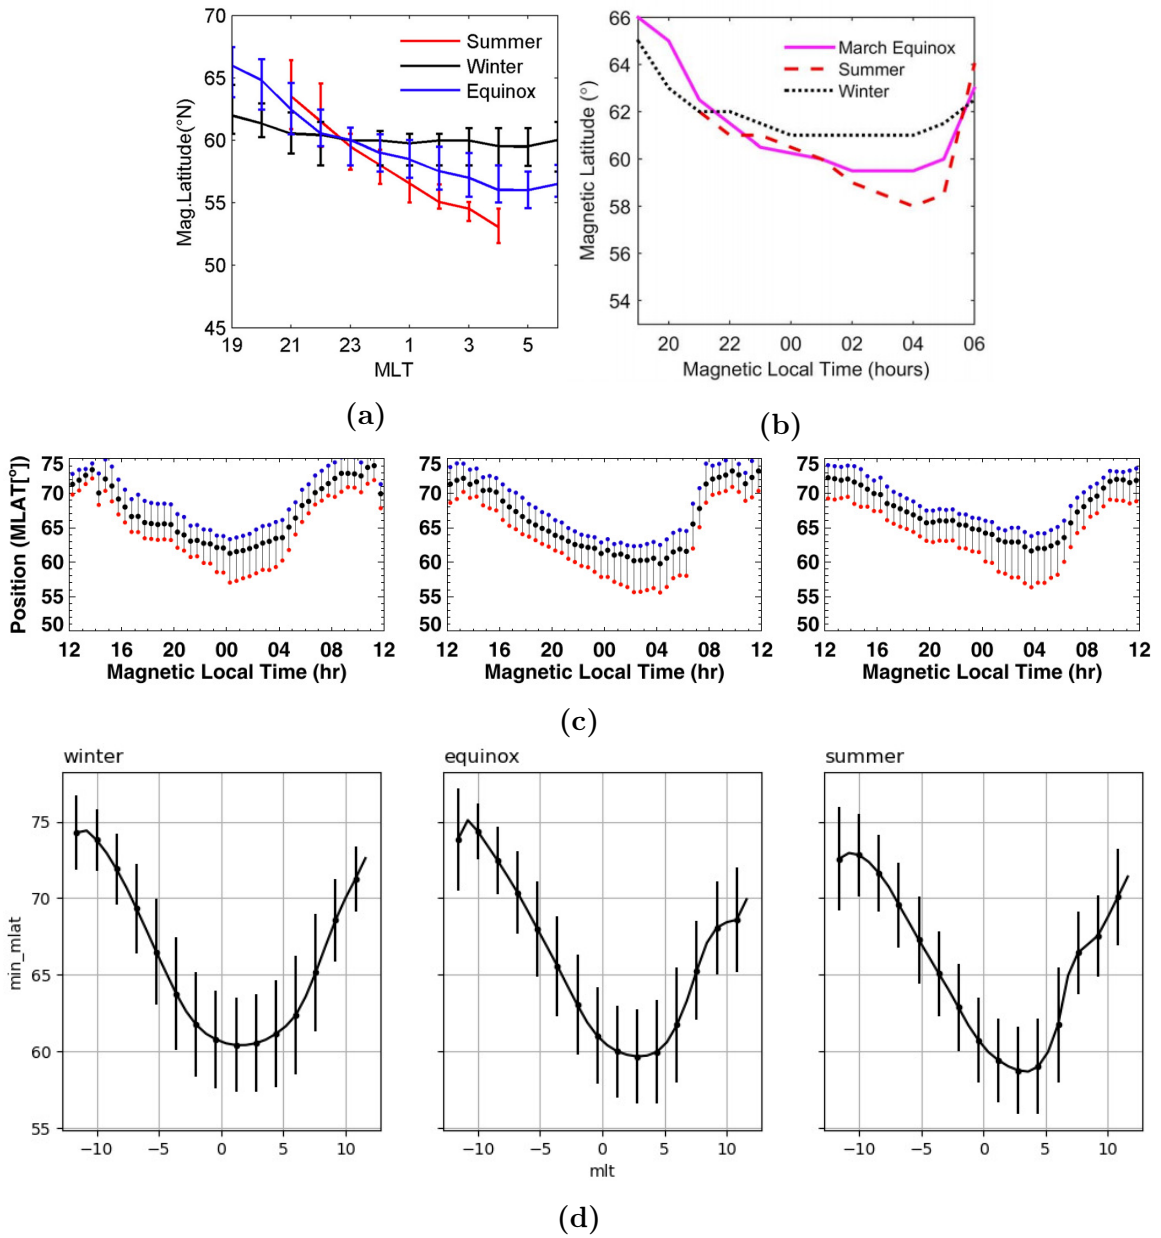 70
65
60
55
50
45
Mag.Latitude(°N)
Summer
Winter
Equinox
19 21 23 1 3 5
MLT
(a)
66
64
62
60
58
56
54
Magnetic Latitude (°)
March Equinox
Summer
Winter
20 22 00 02 04 06
Magnetic Local Time (hours)
(b)
Position (MLAT[°])
75
70
65
60
55
50
12 16 20 00 04 08 12
Magnetic Local Time (hr)
75
70
65
60
55
50
12 16 20 00 04 08 12
Magnetic Local Time (hr)
75
70
65
60
55
50
12 16 20 00 04 08 12
Magnetic Local Time (hr)
(c)
winter
equinox
summer
min_mlat
75
70
65
60
55
−10 −5 0 5 10
−10 −5 0 5 10
−10 −5 0 5 10
mlt
(d)